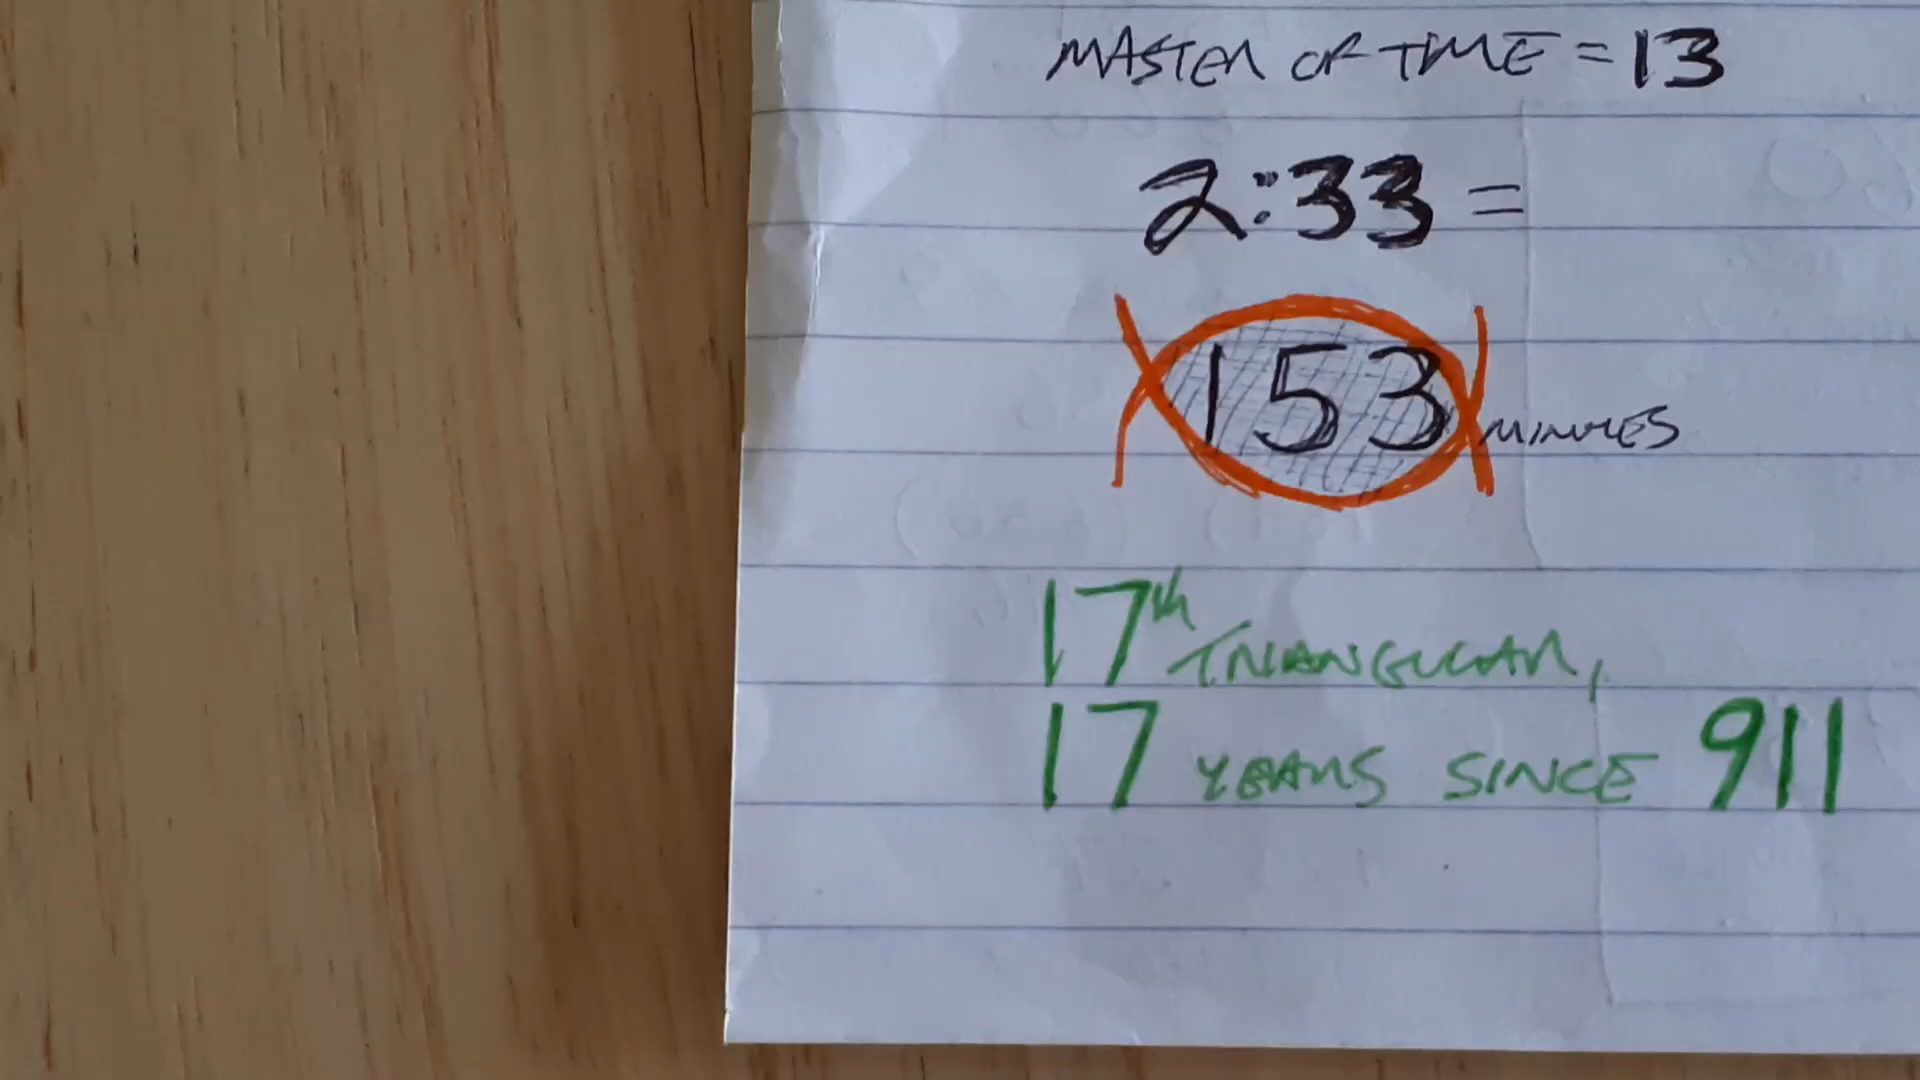 MASTER OF TIME = 13
2:33 =
153 MINUTES
17th TRIANGULAR,
17 YEARS SINCE 911